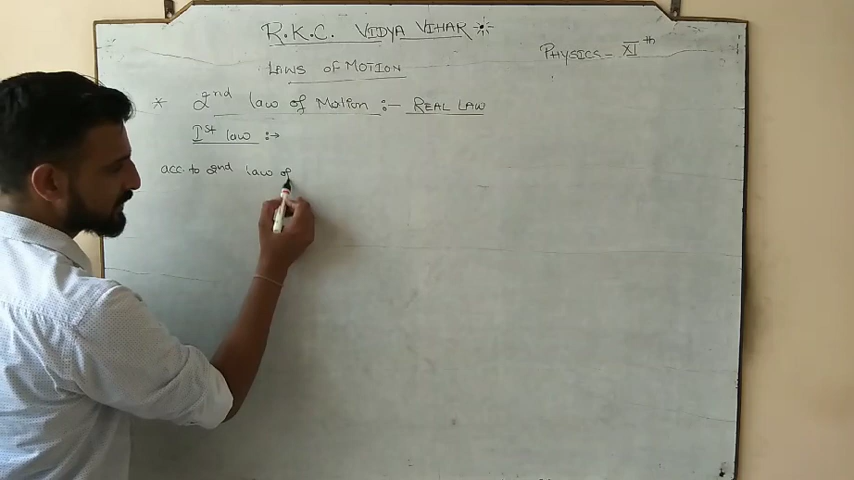 R.K.C. VIDYA VIHAR
PHYSICS - XI th
LAWS OF MOTION
* 2nd law of Motion :- REAL LAW
Ist law :→
acc. to 2nd law of